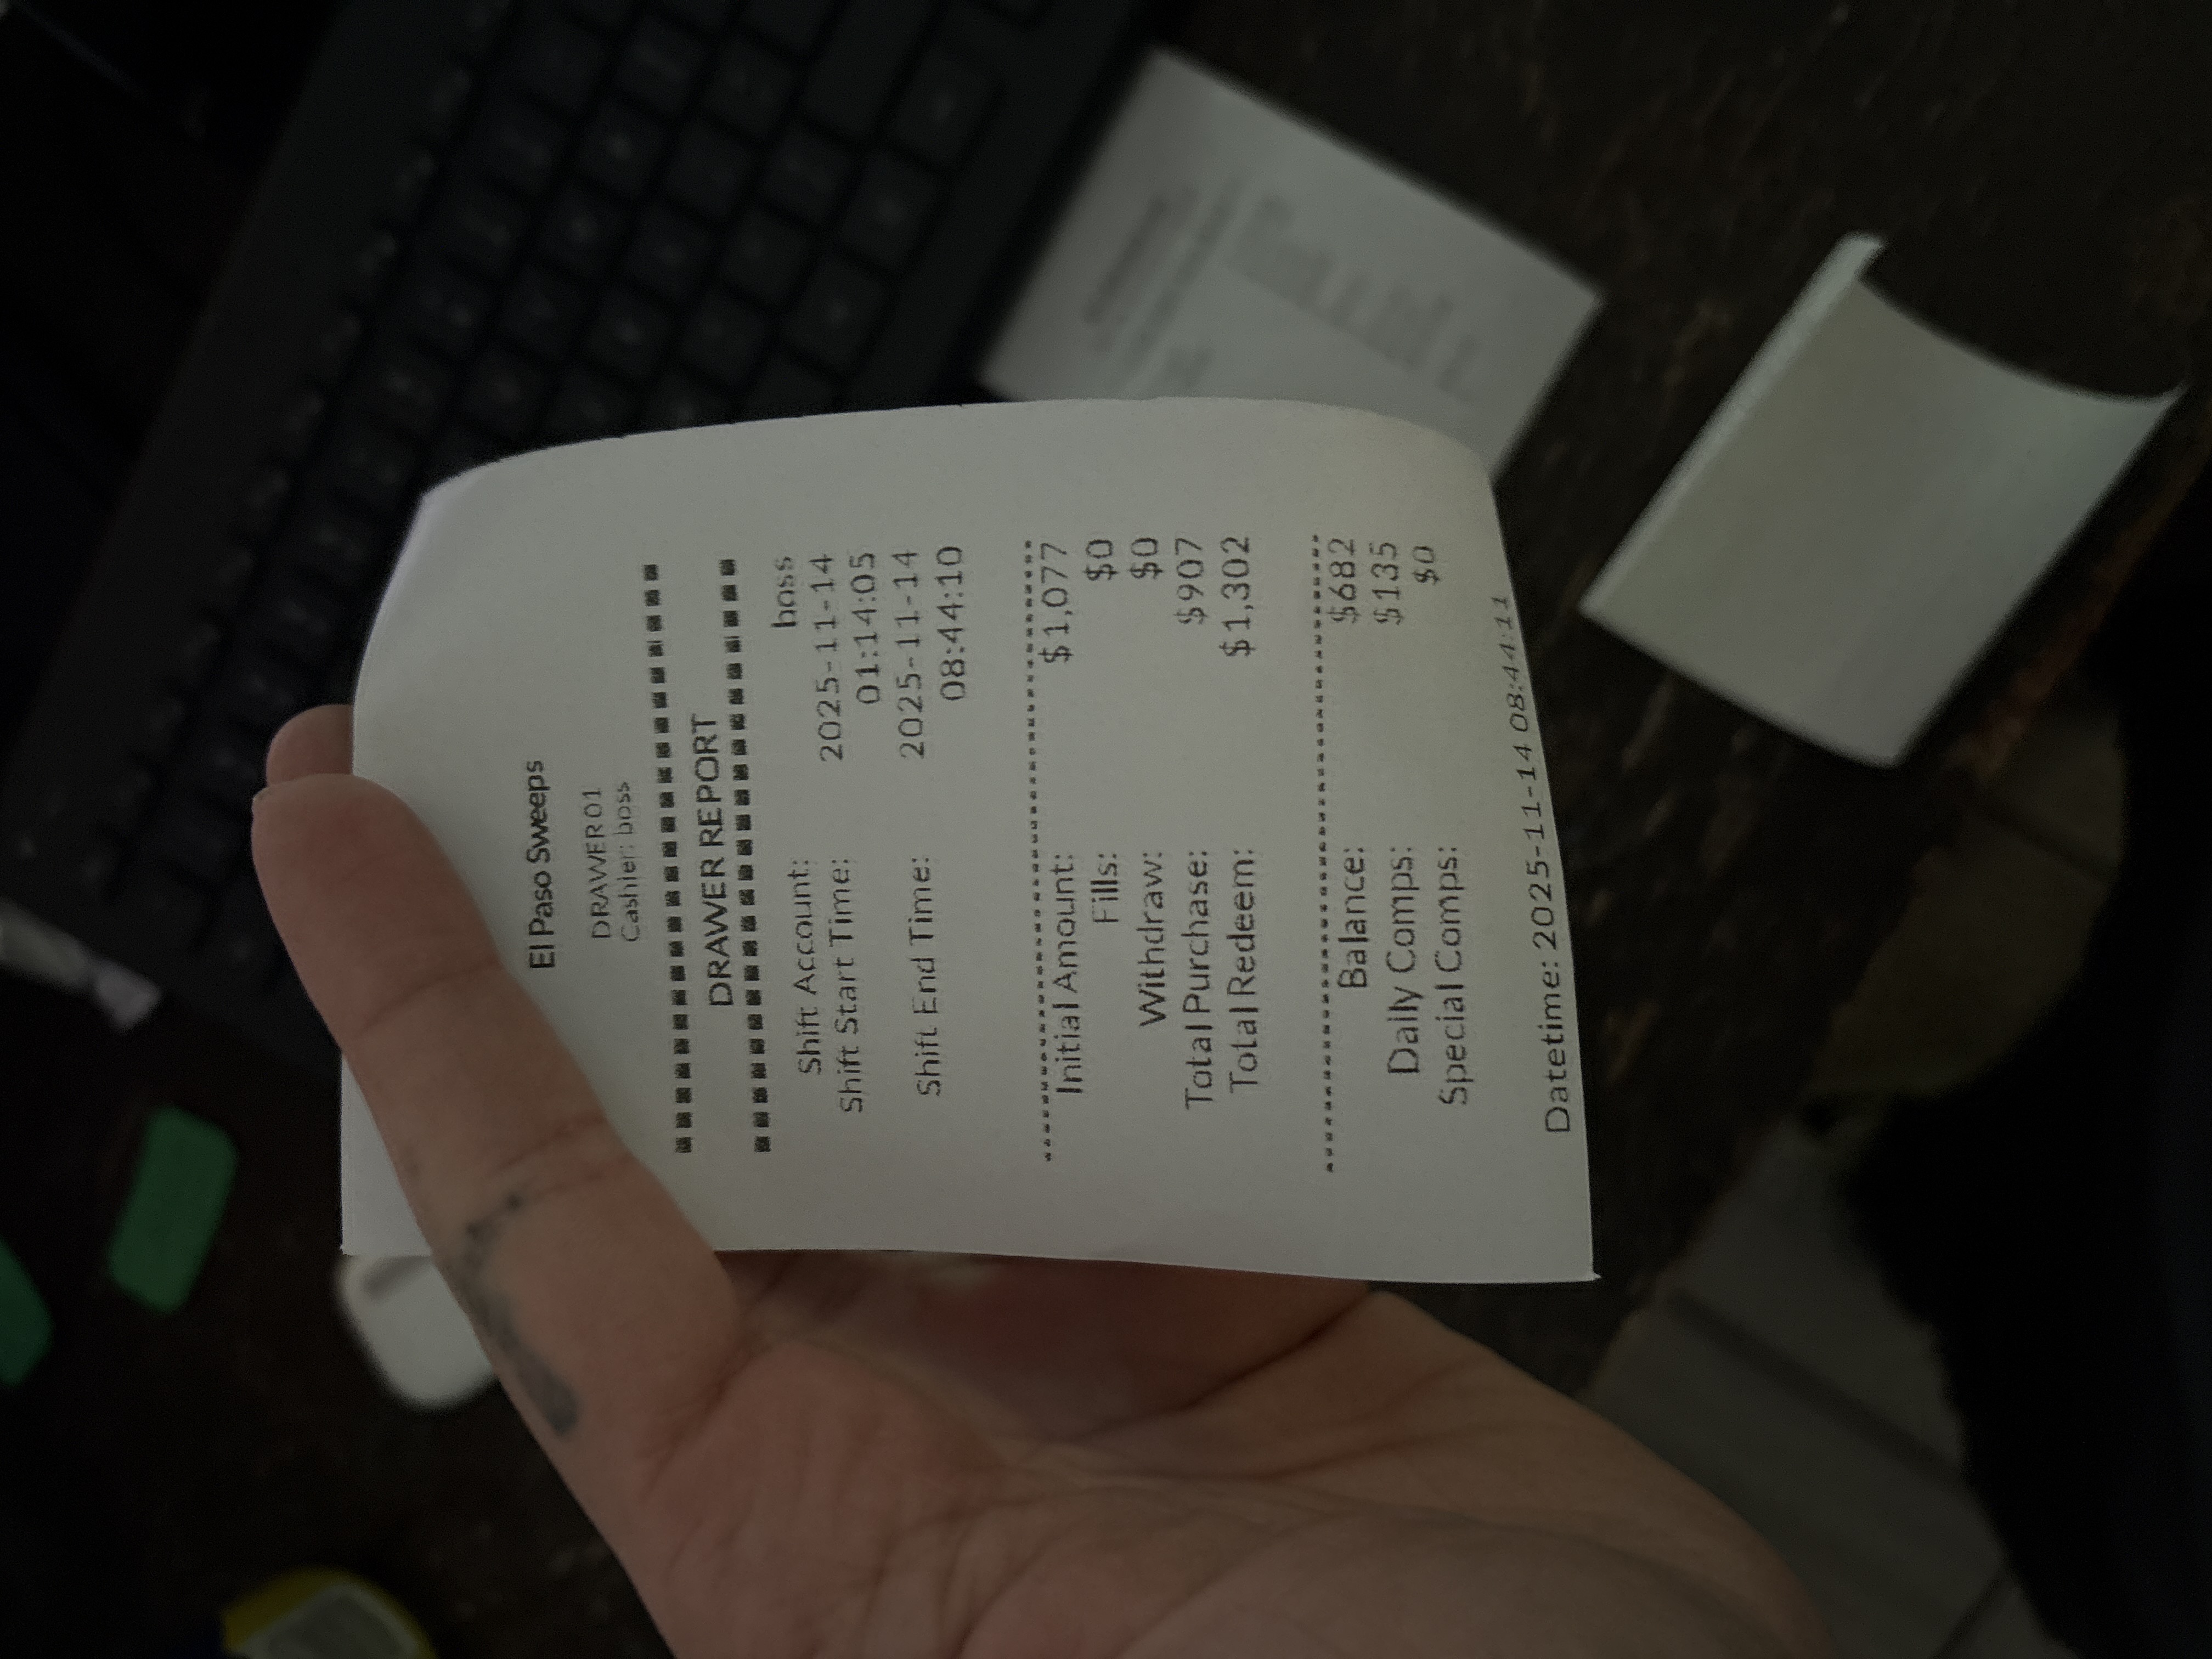 El Paso Sweeps
DRAWER01
Cashier: boss
DRAWER REPORT
Shift Account: boss
Shift Start Time: 2025-11-14
01:14:05
Shift End Time: 2025-11-14
08:44:10
Initial Amount: $1,077
Fills: $0
Withdraw: $0
Total Purchase: $907
Total Redeem: $1,302
Balance: $682
Daily Comps: $135
Special Comps: $0
Datetime: 2025-11-14 08:44:11